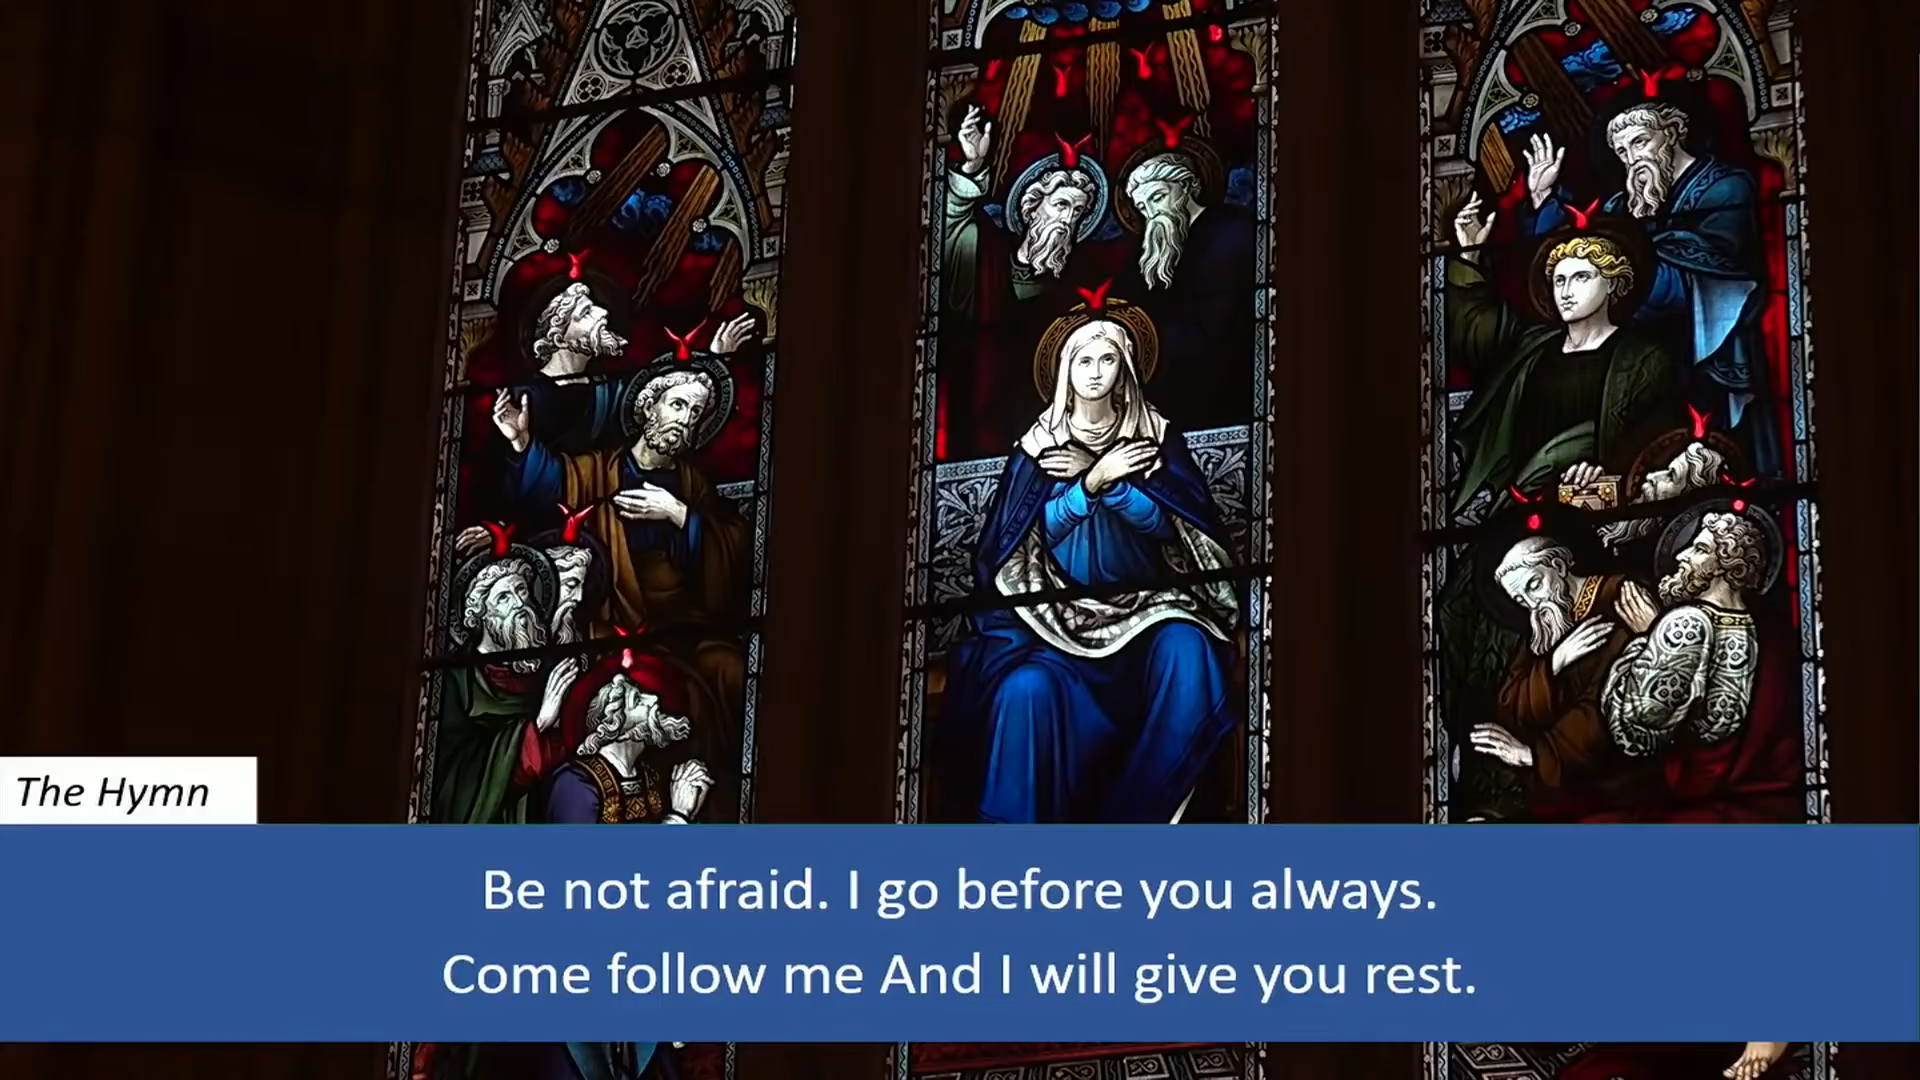 The Hymn
Be not afraid. I go before you always.
Come follow me And I will give you rest.